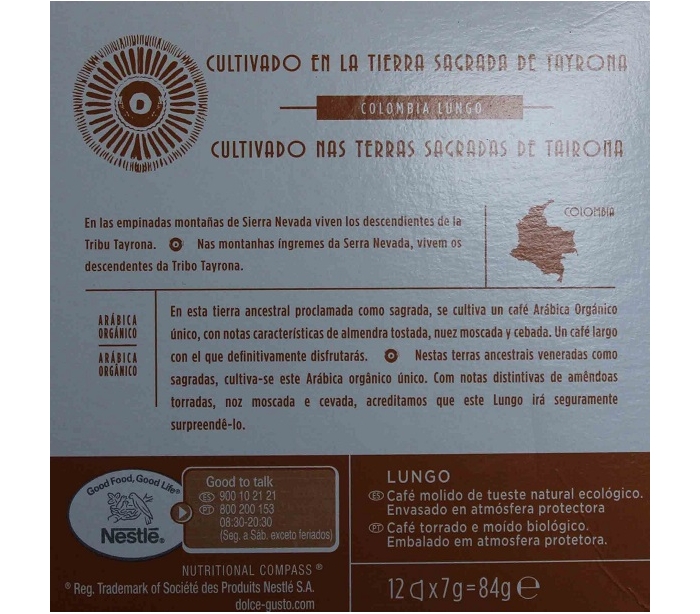 CULTIVADO EN LA TIERRA SAGRADA DE TAYRONA
COLOMBIA LUNGO
CULTIVADO NAS TERRAS SAGRADAS DE TAIRONA
En las empinadas montañas de Sierra Nevada viven los descendientes de la
Tribu Tayrona. Nas montanhas íngremes da Serra Nevada, vivem os
descendentes da Tribo Tayrona.
COLOMBIA
ARÁBICA
ORGÁNICO
ARÁBICA
ORGÂNICO
En esta tierra ancestral proclamada como sagrada, se cultiva un café Arábica Orgánico
único, con notas características de almendra tostada, nuez moscada y cebada. Un café largo
con el que definitivamente disfrutarás. Nestas terras ancestrais veneradas como
sagradas, cultiva-se este Arábica orgânico único. Com notas distintivas de amêndoas
torradas, noz moscada e cevada, acreditamos que este Lungo irá seguramente
surpreendê-lo.
Good Food, Good Life®
Nestlé®
Good to talk
ES 900 10 21 21
PT 800 200 153
08:30-20:30
(Seg. a Sáb. exceto feriados)
NUTRITIONAL COMPASS ®
® Reg. Trademark of Société des Produits Nestlé S.A.
dolce-gusto.com
LUNGO
ES Café molido de tueste natural ecológico.
Envasado en atmósfera protectora
PT Café torrado e moído biológico.
Embalado em atmosfera protetora.
12 x7g=84g ℮